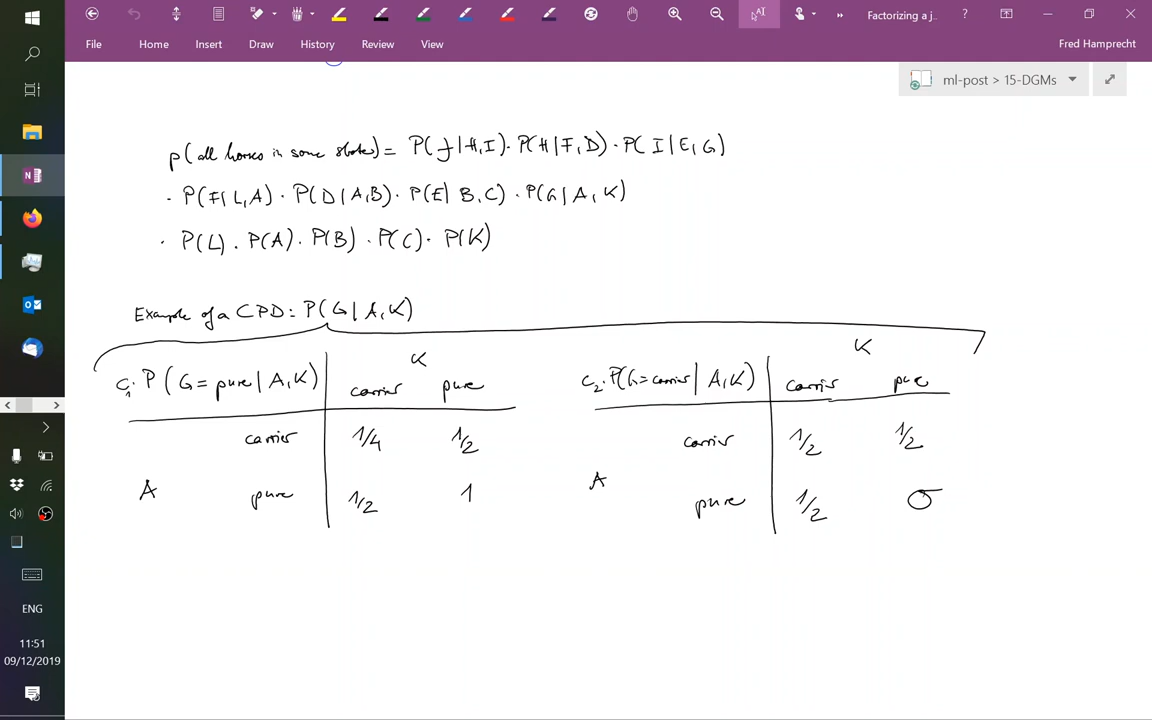 Factorizing a j...
File Home Insert Draw History Review View
Fred Hamprecht
ml-post > 15-DGMs
p(all horses in some states) = P(J|H,I) · P(H|F,D) · P(I|E,G)
· P(F|L,A) · P(D|A,B) · P(E|B,C) · P(G|A,K)
· P(L) · P(A) · P(B) · P(C) · P(K)
Example of a CPD: P(G|A,K)
K K
c₁·P(G=pure|A,K) carrier pure c₂·P(G=carrier|A,K) carrier pure
carrier 1/4 1/2 carrier 1/2 1/2
A pure 1/2 1 A pure 1/2 0
ENG
11:51
09/12/2019